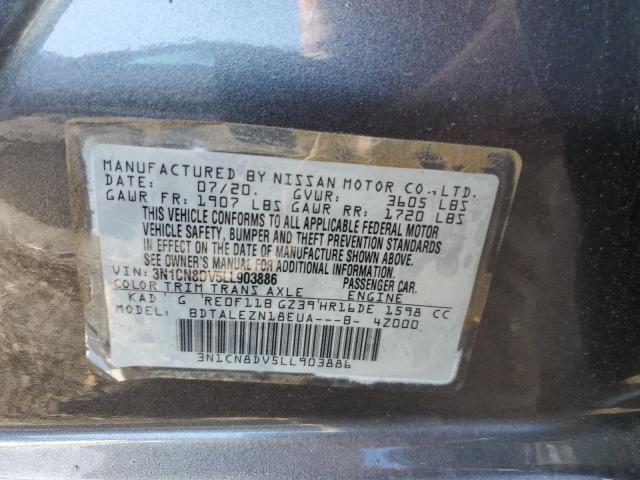 MANUFACTURED BY NISSAN MOTOR CO., LTD.
DATE: 07/20. GVWR: 3605 LBS
GAWR FR: 1907 LBS GAWR RR: 1720 LBS
THIS VEHICLE CONFORMS TO ALL APPLICABLE FEDERAL MOTOR
VEHICLE SAFETY, BUMPER AND THEFT PREVENTION STANDARDS
IN EFFECT ON THE DATE OF MANUFACTURE SHOWN ABOVE.
SEE OWNER'S MANUAL FOR ADDITIONAL INFORMATION.
VIN: 3N1CN8DV5LL903886 PASSENGER CAR.
COLOR TRIM TRANS AXLE ENGINE
KAD G RE0F11B GZ39 HR16DE 1598 CC
MODEL: BDTALEZN18EUA---B- 42000
3N1CN8DV5LL903886